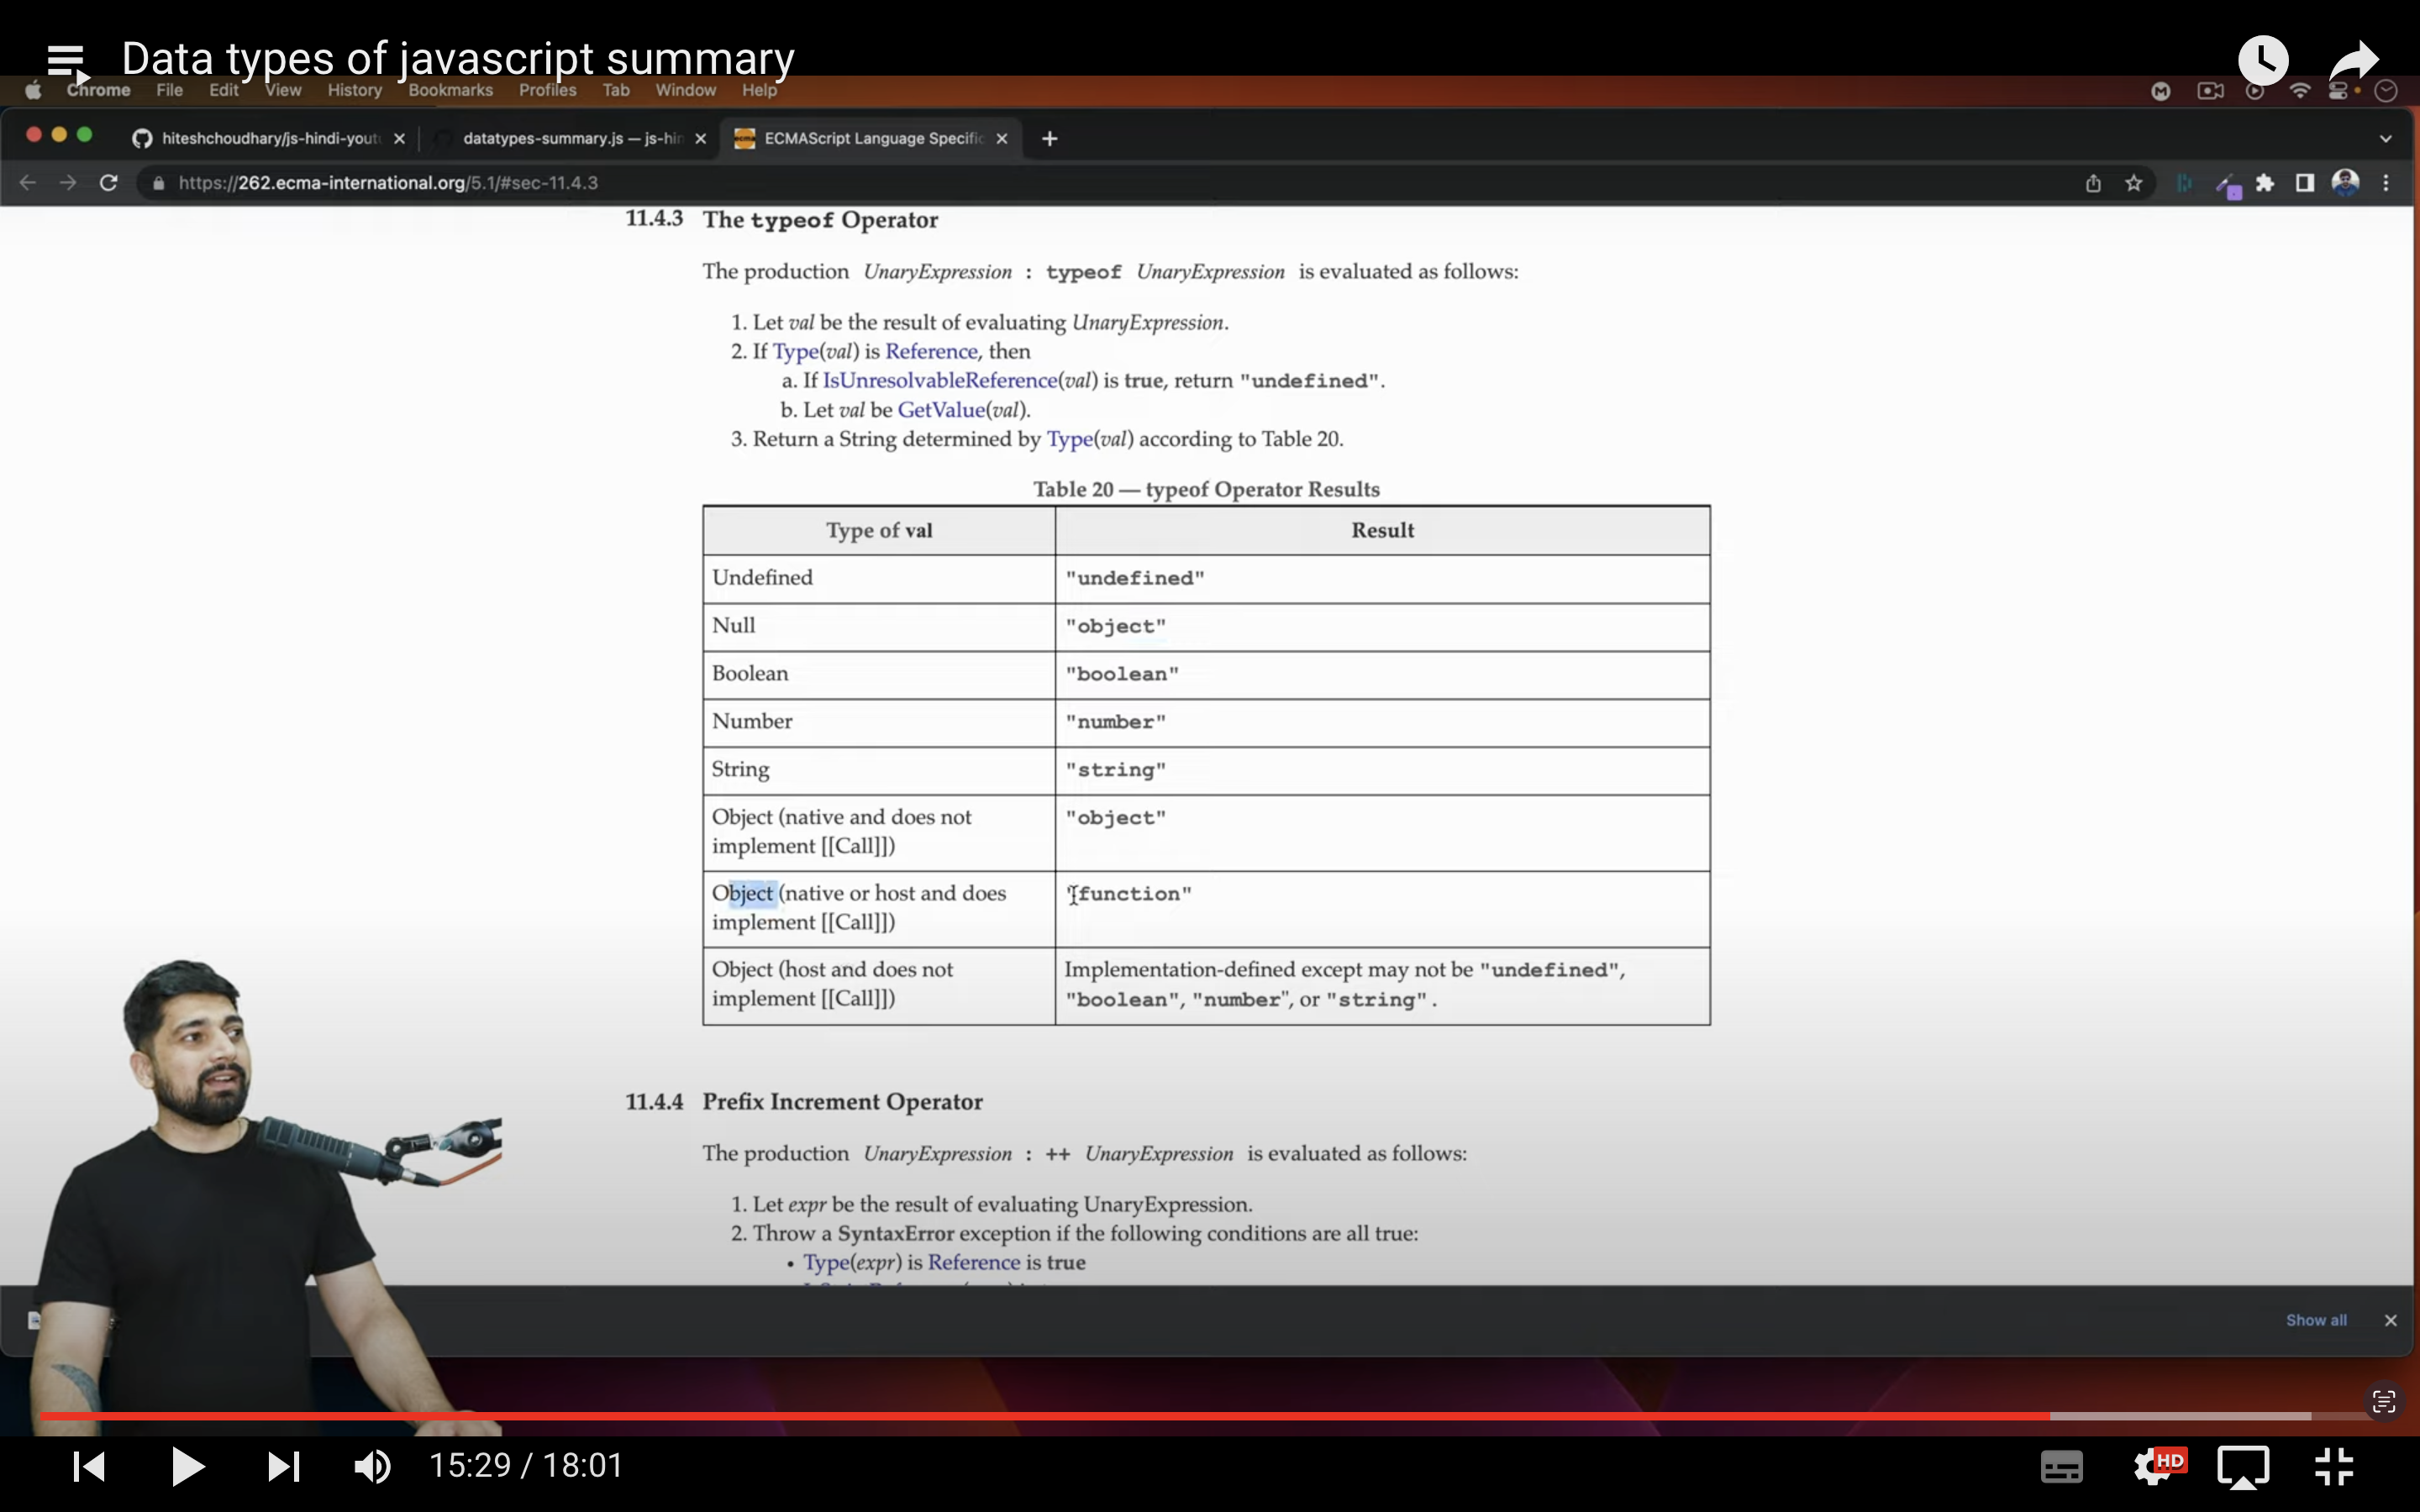 Data types of javascript summary
Chrome File Edit View History Bookmarks Profiles Tab Window Help
hiteshchoudhary/js-hindi-yout datatypes-summary.js — js-hin ECMAScript Language Specific
https://262.ecma-international.org/5.1/#sec-11.4.3
11.4.3 The typeof Operator
The production UnaryExpression : typeof UnaryExpression is evaluated as follows:
1. Let val be the result of evaluating UnaryExpression.
2. If Type(val) is Reference, then
a. If IsUnresolvableReference(val) is true, return "undefined".
b. Let val be GetValue(val).
3. Return a String determined by Type(val) according to Table 20.
Table 20 — typeof Operator Results
Type of val Result
Undefined "undefined"
Null "object"
Boolean "boolean"
Number "number"
String "string"
Object (native and does not "object"
implement [[Call]])
Object (native or host and does "function"
implement [[Call]])
Object (host and does not Implementation-defined except may not be "undefined",
implement [[Call]]) "boolean", "number", or "string".
11.4.4 Prefix Increment Operator
The production UnaryExpression : ++ UnaryExpression is evaluated as follows:
1. Let expr be the result of evaluating UnaryExpression.
2. Throw a SyntaxError exception if the following conditions are all true:
• Type(expr) is Reference is true
Show all
15:29 / 18:01
HD